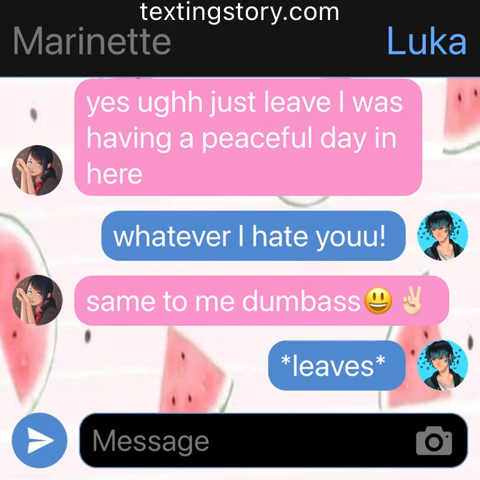 textingstory.com
Marinette Luka
yes ughh just leave I was
having a peaceful day in
here
whatever I hate youu!
same to me dumbass😃✌🏻
*leaves*
Message